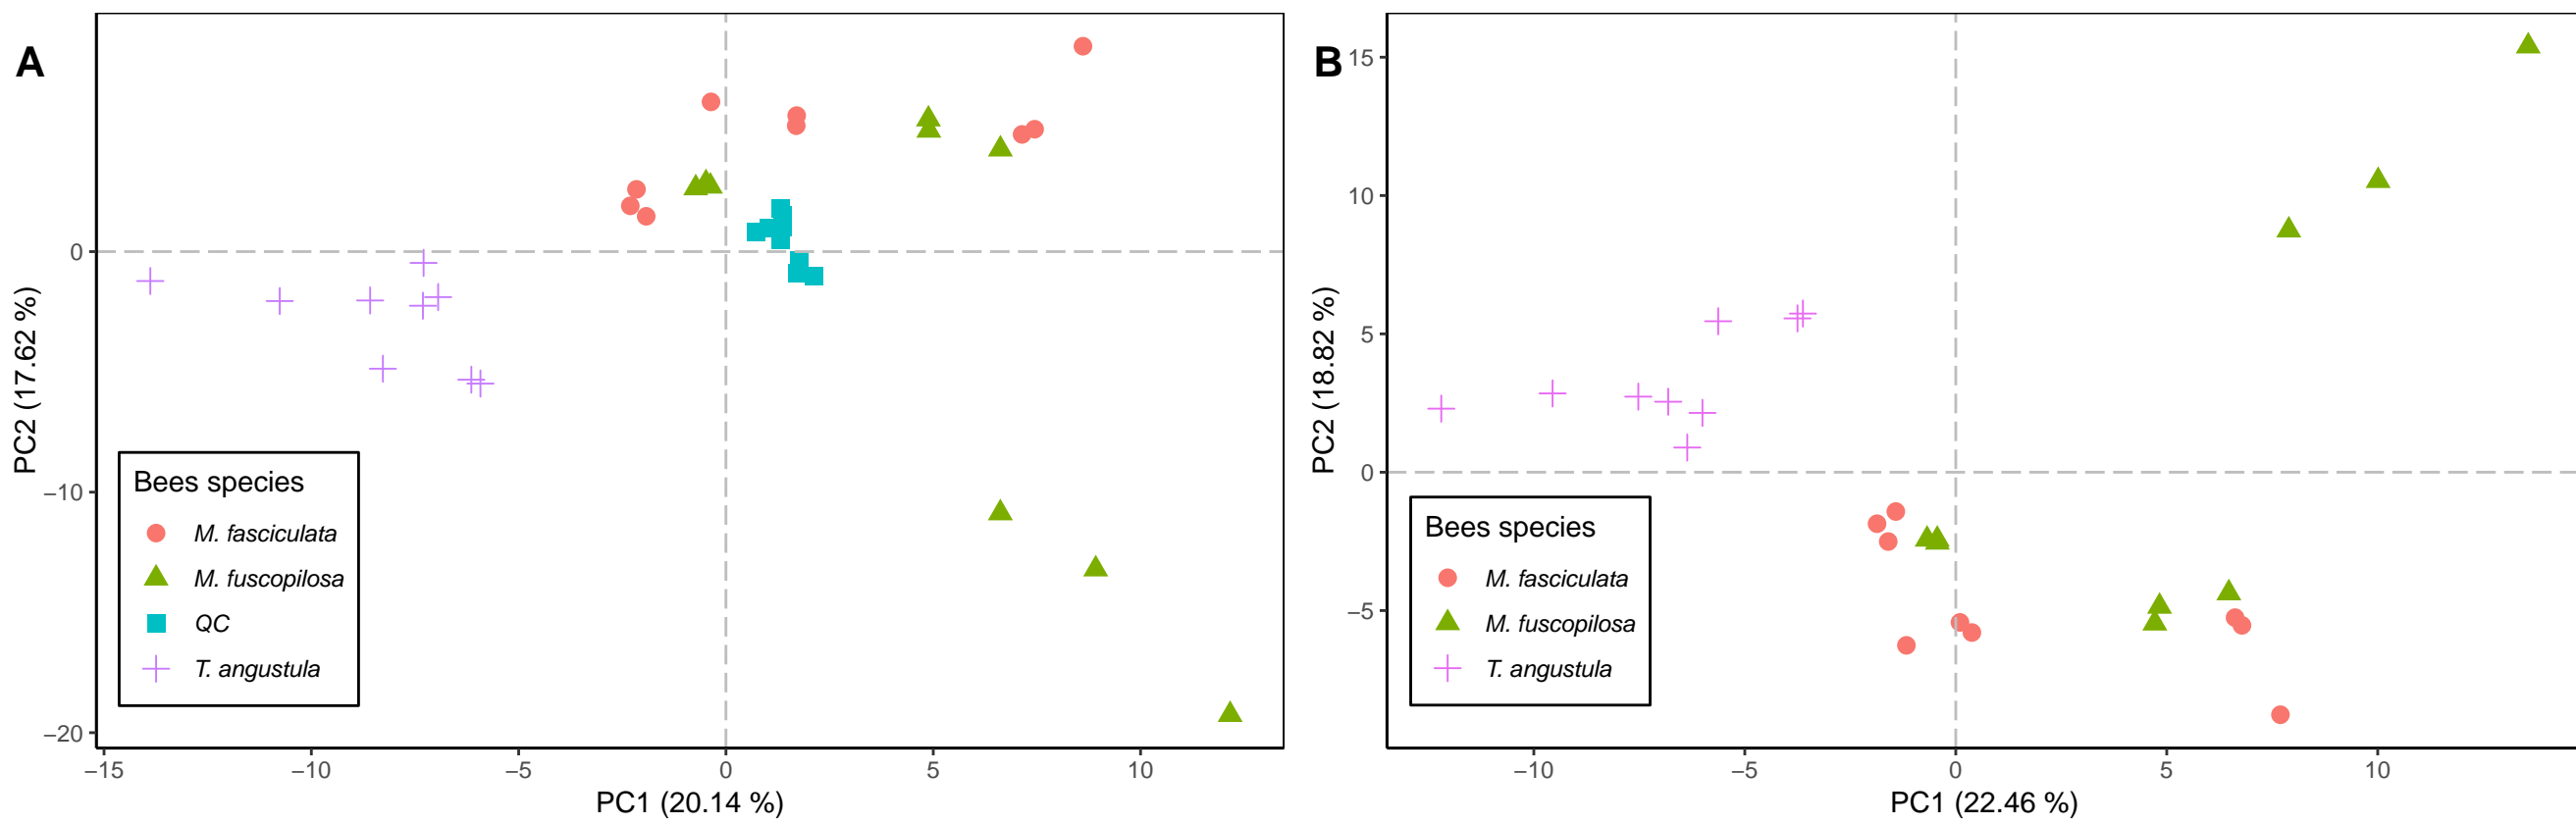 A
PC2 (17.62 %)
0
−10
−20
Bees species
M. fasciculata
M. fuscopilosa
QC
T. angustula
−15 −10 −5 0 5 10
PC1 (20.14 %)
B
PC2 (18.82 %)
15
10
5
0
−5
Bees species
M. fasciculata
M. fuscopilosa
T. angustula
−10 −5 0 5 10
PC1 (22.46 %)